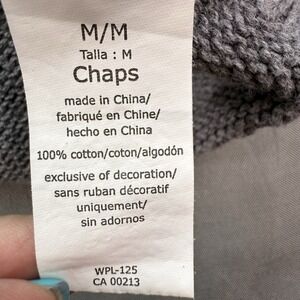 M/M
Talla : M
Chaps
made in China/
fabriqué en Chine/
hecho en China
100% cotton/coton/algodón
exclusive of decoration/
sans ruban décoratif
uniquement/
sin adornos
WPL-125
CA 00213